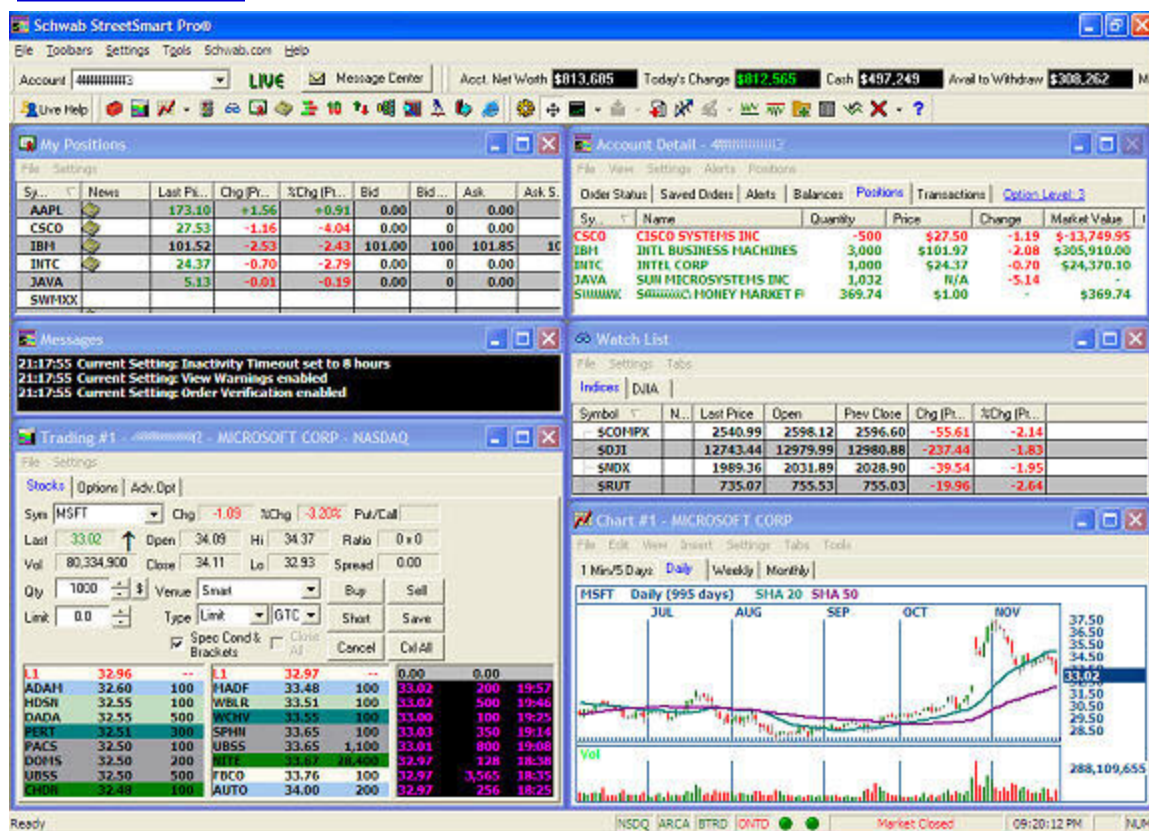 Schwab StreetSmart Pro®
File Toolbars Settings Tools Schwab.com Help
Account LIVE Message Center Acct. Net Worth $813,685 Today's Change $812,565 Cash $497,249 Avail to Withdraw $308,262 M
Live Help 10 ?
My Positions
File Settings
Sy... News Last Pri... Chg (Pr... %Chg (Pr... Bid Bid ... Ask Ask S.
AAPL 173.10 +1.56 +0.91 0.00 0 0.00
CSCO 27.53 -1.16 -4.04 0.00 0 0.00
IBM 101.52 -2.53 -2.43 101.00 100 101.85 10
INTC 24.37 -0.70 -2.79 0.00 0 0.00
JAVA 5.13 -0.01 -0.19 0.00 0 0.00
SWMXX
Account Detail -
File View Settings Alerts Positions
Order Status Saved Orders Alerts Balances Positions Transactions Option Level: 3
Sy... Name Quantity Price Change Market Value
CSCO CISCO SYSTEMS INC -500 $27.50 -1.19 $-13,749.95
IBM INTL BUSINESS MACHINES 3,000 $101.97 -2.08 $305,910.00
INTC INTEL CORP 1,000 $24.37 -0.70 $24,370.10
JAVA SUN MICROSYSTEMS INC 1,032 N/A -5.14 -
MONEY MARKET F 369.74 $1.00 - $369.74
Messages
21:17:55 Current Setting: Inactivity Timeout set to 8 hours
21:17:55 Current Setting: View Warnings enabled
21:17:55 Current Setting: Order Verification enabled
Watch List
File Settings Tabs
Indices DJIA
Symbol N... Last Price Open Prev Close Chg (Pr... %Chg (Pr...
$COMPX 2540.99 2598.12 2596.60 -55.61 -2.14
$DJI 12743.44 12979.99 12980.88 -237.44 -1.83
$NDX 1989.36 2031.89 2028.90 -39.54 -1.95
$RUT 735.07 755.53 755.03 -19.96 -2.64
Trading #1 - MICROSOFT CORP - NASDAQ
File Settings
Stocks Options Adv.Opt
Sym MSFT Chg -1.09 %Chg -3.20% Put/Call
Last 33.02 Open 34.09 Hi 34.37 Ratio 0 x 0
Vol 80,334,900 Close 34.11 Lo 32.93 Spread 0.00
Qty 1000 $ Venue Smart Buy Sell
Limit 0.0 Type Limit GTC Short Save
Spec Cond & Brackets Close All Cancel Cxl All
L1 32.96 -- L1 32.97 -- 0.00 0.00
ADAM 32.60 100 MADF 33.48 100 33.02 200 19:57
HDSN 32.55 100 WBLR 33.51 100 33.02 500 19:46
DADA 32.55 500 WCHV 33.55 100 33.00 100 19:25
PERT 32.51 300 SPHN 33.65 100 33.03 350 19:14
PACS 32.50 100 UBSS 33.65 1,100 33.01 800 19:08
DOMS 32.50 200 NITE 33.67 28,400 32.97 128 18:38
UBSS 32.50 500 FBCO 33.76 100 32.97 3,565 18:35
CHDR 32.48 100 AUTO 34.00 200 32.97 256 18:25
Chart #1 - MICROSOFT CORP
File Edit View Insert Settings Tabs Tools
1 Min/5 Days Daily Weekly Monthly
MSFT Daily (995 days) SMA 20 SMA 50
JUL AUG SEP OCT NOV
37.50
36.50
35.50
34.50
33.02
31.50
30.50
29.50
28.50
Vol
288,109,655
Ready NSDQ ARCA BTRD ONTO Market Closed 09:20:12 PM NUM